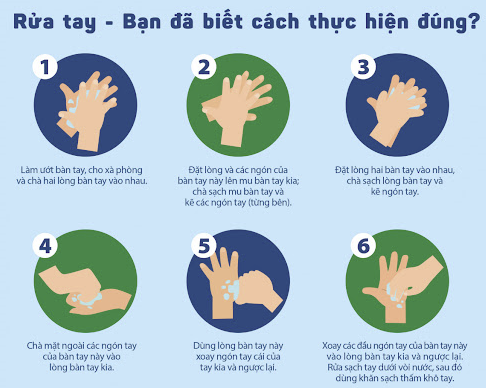 Rửa tay - Bạn đã biết cách thực hiện đúng?
1
2
3
Làm ướt bàn tay, cho xà phòng
và chà hai lòng bàn tay vào nhau.
Đặt lòng và các ngón của
bàn tay này lên mu bàn tay kia;
chà sạch mu bàn tay và
kẽ các ngón tay (từng bên).
Đặt lòng hai bàn tay vào nhau,
chà sạch lòng bàn tay và
kẽ ngón tay.
4
5
6
Chà mặt ngoài các ngón tay
của bàn tay này vào
lòng bàn tay kia.
Dùng lòng bàn tay này
xoay ngón tay cái của
tay kia và ngược lại.
Xoay các đầu ngón tay của bàn tay này
vào lòng bàn tay kia và ngược lại.
Rửa sạch tay dưới vòi nước, sau đó
dùng khăn sạch thấm khô tay.